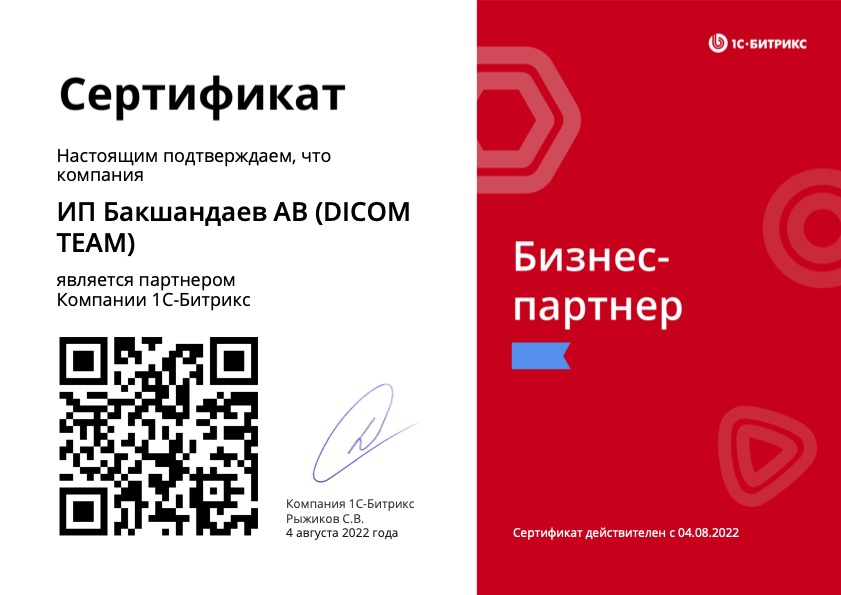 Сертификат
Настоящим подтверждаем, что
компания
ИП Бакшандаев АВ (DICOM
TEAM)
является партнером
Компании 1С-Битрикс
Компания 1С-Битрикс
Рыжиков С.В.
4 августа 2022 года
1С-БИТРИКС
Бизнес-
партнер
Сертификат действителен с 04.08.2022